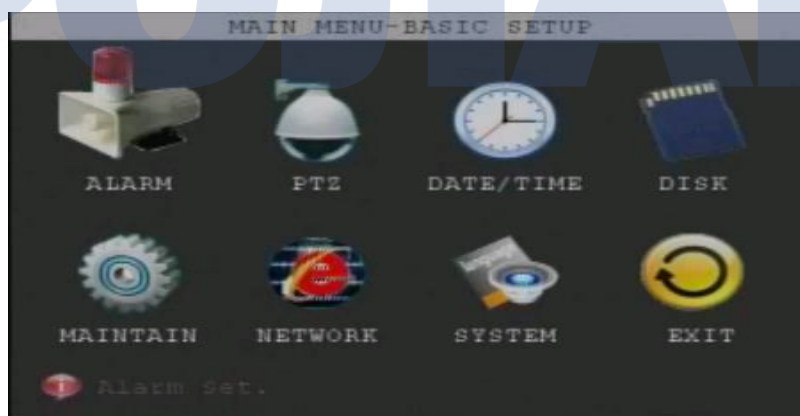 MAIN MENU-BASIC SETUP
ALARM PTZ DATE/TIME DISK
MAINTAIN NETWORK SYSTEM EXIT
Alarm Set.